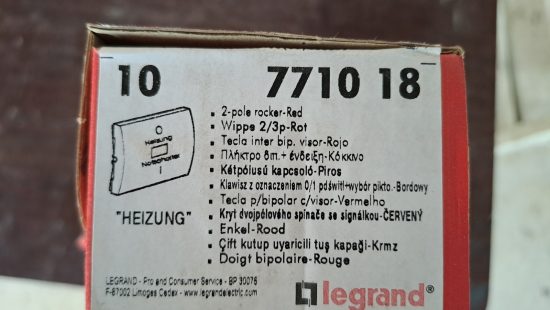 10 7710 18
2-pole rocker-Red
Wippe 2/3p-Rot
Tecla inter bip. visor-Rojo
Πλήκτρο διπ.+ ένδειξη-Κόκκινο
Kétpólusú kapcsoló-Piros
Klawisz z oznaczeniem 0/1 pdświtl+wybór pikto.-Bordowy
Tecla p/bipolar c/visor-Vermelho
Kryt dvojpólového spínače se signálkou-ČERVENÝ
Enkel-Rood
Çift kutup uyarıcılı tuş kapaği-Krmz
Doigt bipolaire-Rouge
Heizung
Notschalter
"HEIZUNG"
LEGRAND - Pro and Consumer Service - BP 30076
F-87002 Limoges Cedex - www.legrandelectric.com
legrand®